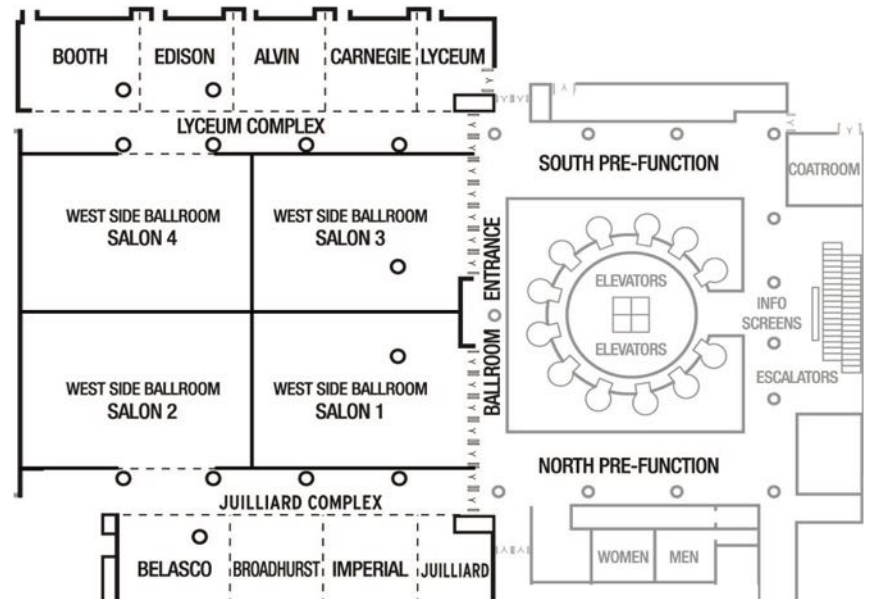 BOOTH
EDISON
ALVIN
CARNEGIE
LYCEUM
LYCEUM COMPLEX
SOUTH PRE-FUNCTION
COATROOM
WEST SIDE BALLROOM
SALON 4
WEST SIDE BALLROOM
SALON 3
BALLROOM ENTRANCE
ELEVATORS
ELEVATORS
INFO
SCREENS
ESCALATORS
WEST SIDE BALLROOM
SALON 2
WEST SIDE BALLROOM
SALON 1
NORTH PRE-FUNCTION
JUILLIARD COMPLEX
BELASCO
BROADHURST
IMPERIAL
JUILLIARD
WOMEN
MEN